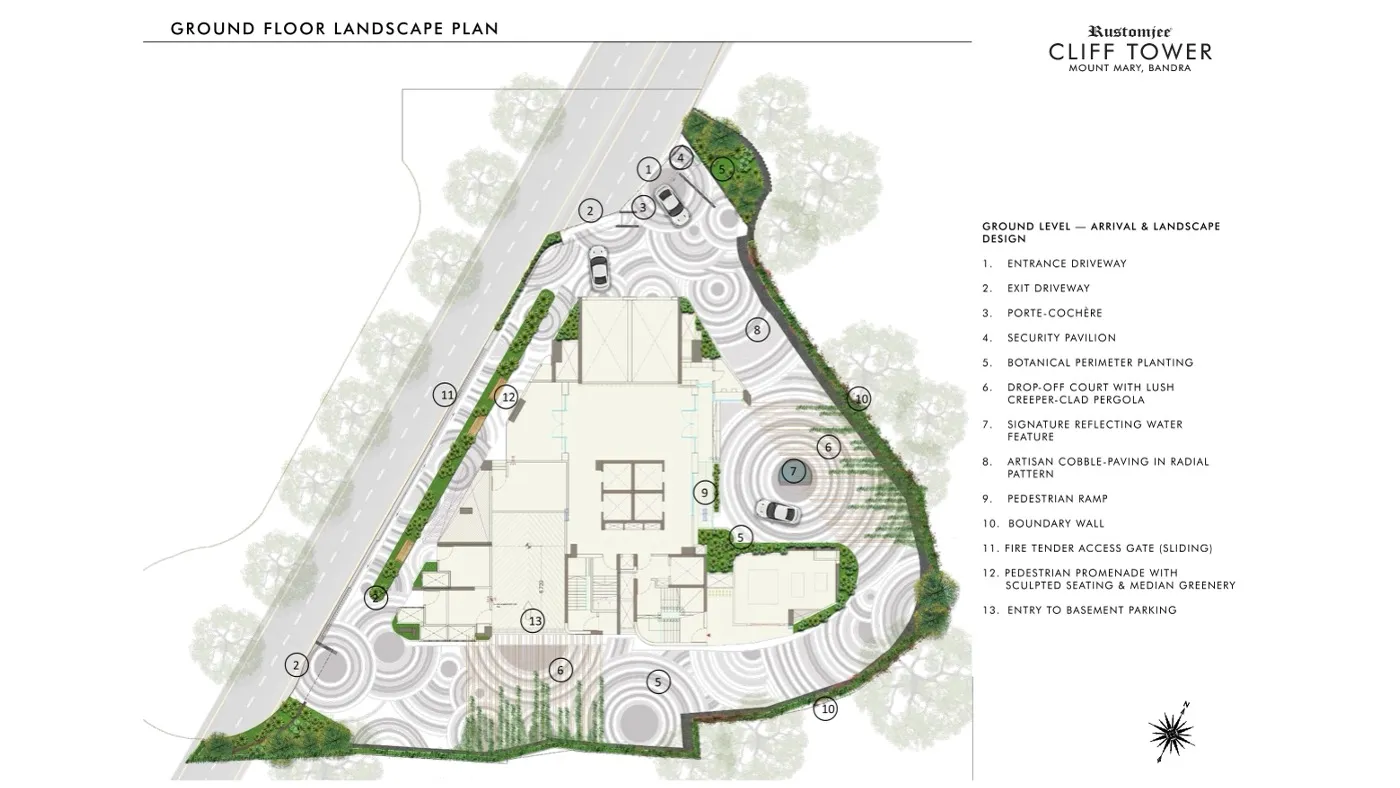 GROUND FLOOR LANDSCAPE PLAN
Rustomjee
CLIFF TOWER
MOUNT MARY, BANDRA
GROUND LEVEL — ARRIVAL & LANDSCAPE
DESIGN
1. ENTRANCE DRIVEWAY
2. EXIT DRIVEWAY
3. PORTE-COCHÈRE
4. SECURITY PAVILION
5. BOTANICAL PERIMETER PLANTING
6. DROP-OFF COURT WITH LUSH
CREEPER-CLAD PERGOLA
7. SIGNATURE REFLECTING WATER
FEATURE
8. ARTISAN COBBLE-PAVING IN RADIAL
PATTERN
9. PEDESTRIAN RAMP
10. BOUNDARY WALL
11. FIRE TENDER ACCESS GATE (SLIDING)
12. PEDESTRIAN PROMENADE WITH
SCULPTED SEATING & MEDIAN GREENERY
13. ENTRY TO BASEMENT PARKING
4
1
5
3
2
8
11
12
10
6
7
9
5
2
13
2
6
5
10
N